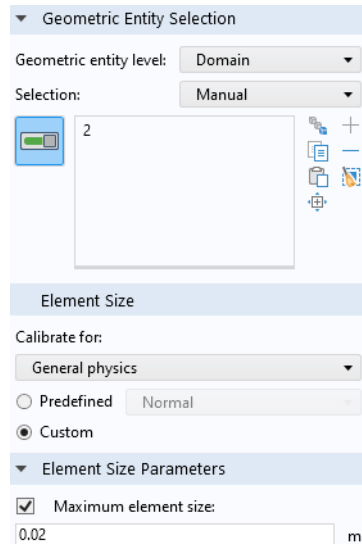 Geometric Entity Selection
Geometric entity level: Domain
Selection: Manual
2
Element Size
Calibrate for:
General physics
Predefined Normal
Custom
Element Size Parameters
Maximum element size:
0.02 m